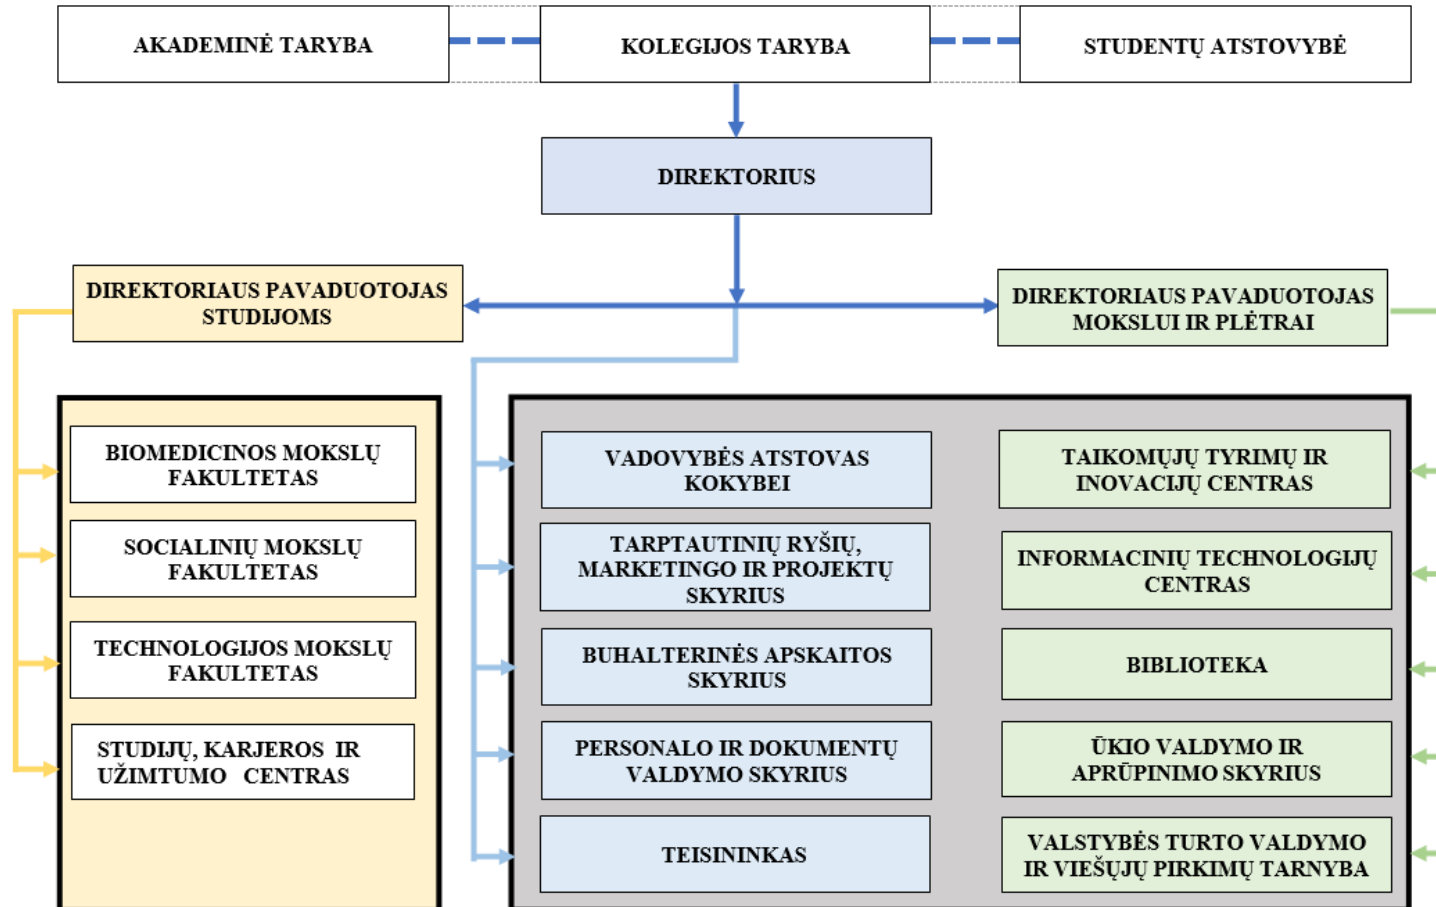 AKADEMINĖ TARYBA
KOLEGIJOS TARYBA
STUDENTŲ ATSTOVYBĖ
DIREKTORIUS
DIREKTORIAUS PAVADUOTOJAS
STUDIJOMS
DIREKTORIAUS PAVADUOTOJAS
MOKSLUI IR PLĖTRAI
BIOMEDICINOS MOKSLŲ
FAKULTETAS
SOCIALINIŲ MOKSLŲ
FAKULTETAS
TECHNOLOGIJOS MOKSLŲ
FAKULTETAS
STUDIJŲ, KARJEROS IR
UŽIMTUMO CENTRAS
VADOVYBĖS ATSTOVAS
KOKYBEI
TARPTAUTINIŲ RYŠIŲ,
MARKETINGO IR PROJEKTŲ
SKYRIUS
BUHALTERINĖS APSKAITOS
SKYRIUS
PERSONALO IR DOKUMENTŲ
VALDYMO SKYRIUS
TEISININKAS
TAIKOMŲJŲ TYRIMŲ IR
INOVACIJŲ CENTRAS
INFORMACINIŲ TECHNOLOGIJŲ
CENTRAS
BIBLIOTEKA
ŪKIO VALDYMO IR
APRŪPINIMO SKYRIUS
VALSTYBĖS TURTO VALDYMO
IR VIEŠŲJŲ PIRKIMŲ TARNYBA